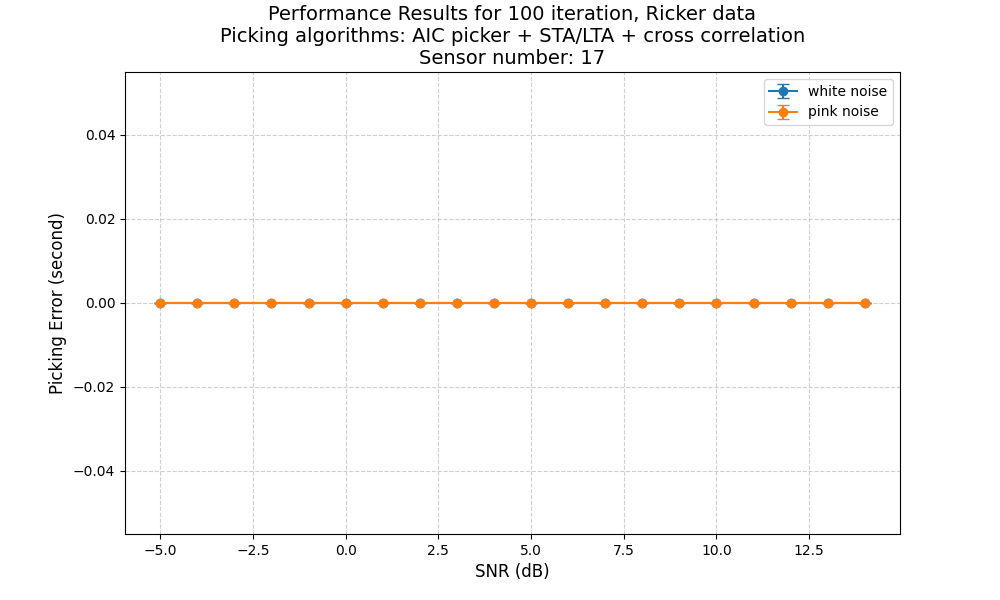 Performance Results for 100 iteration, Ricker data
Picking algorithms: AIC picker + STA/LTA + cross correlation
Sensor number: 17
white noise
pink noise
0.04
0.02
0.00
−0.02
−0.04
Picking Error (second)
−5.0 −2.5 0.0 2.5 5.0 7.5 10.0 12.5
SNR (dB)